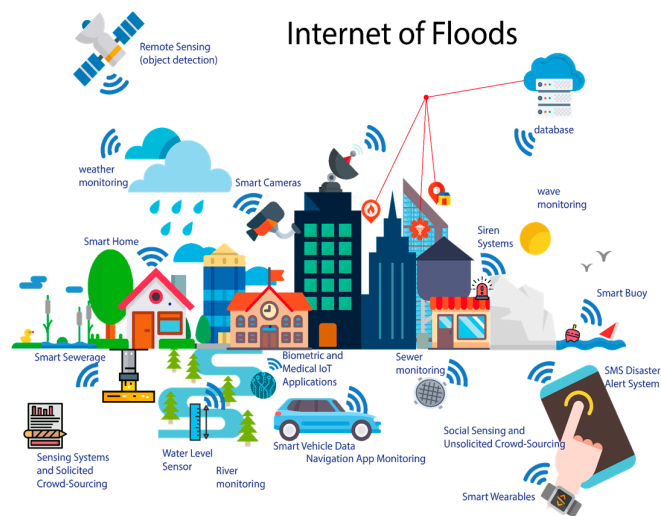 Internet of Floods
Remote Sensing
(object detection)
database
weather
monitoring
Smart Cameras
wave
monitoring
Smart Home
Siren
Systems
Smart Buoy
Smart Sewerage
Biometric and
Medical IoT
Applications
Sewer
monitoring
SMS Disaster
Alert System
Sensing Systems
and Solicited
Crowd-Sourcing
Water Level
Sensor
River
monitoring
Smart Vehicle Data
Navigation App Monitoring
Social Sensing and
Unsolicited Crowd-Sourcing
Smart Wearables